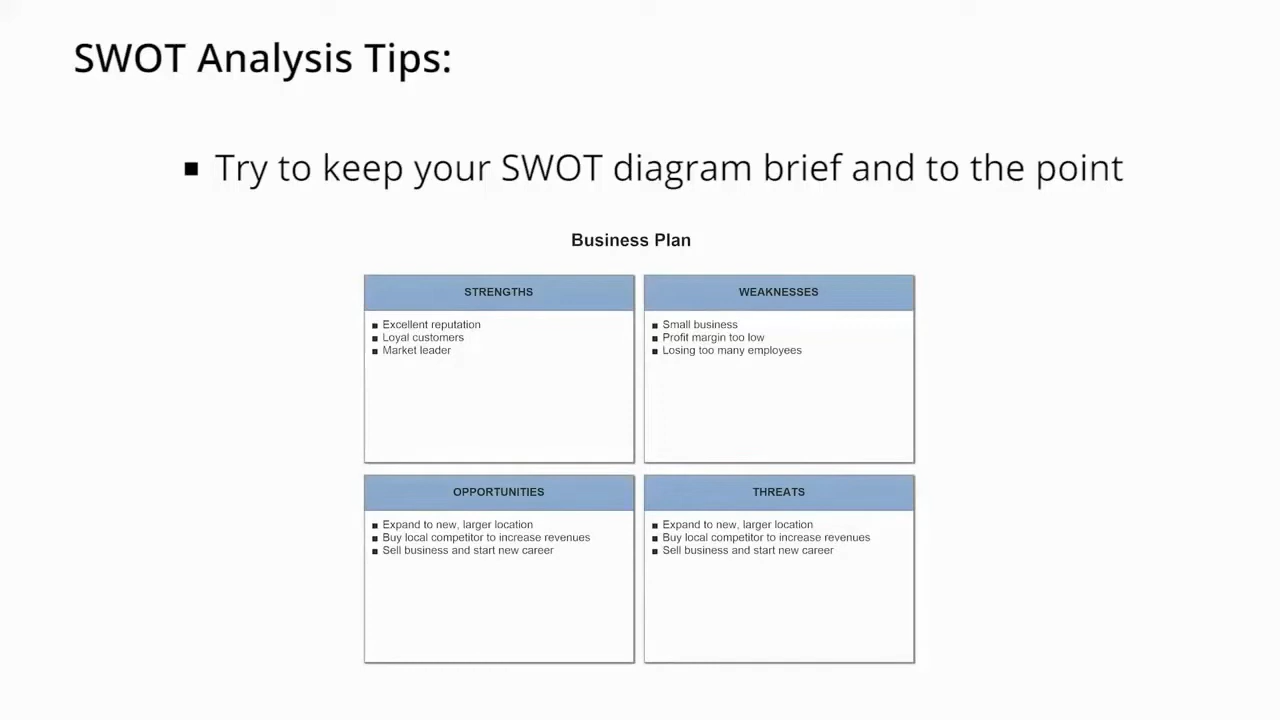 SWOT Analysis Tips:
▪ Try to keep your SWOT diagram brief and to the point
Business Plan
STRENGTHS
▪ Excellent reputation
▪ Loyal customers
▪ Market leader
WEAKNESSES
▪ Small business
▪ Profit margin too low
▪ Losing too many employees
OPPORTUNITIES
▪ Expand to new, larger location
▪ Buy local competitor to increase revenues
▪ Sell business and start new career
THREATS
▪ Expand to new, larger location
▪ Buy local competitor to increase revenues
▪ Sell business and start new career